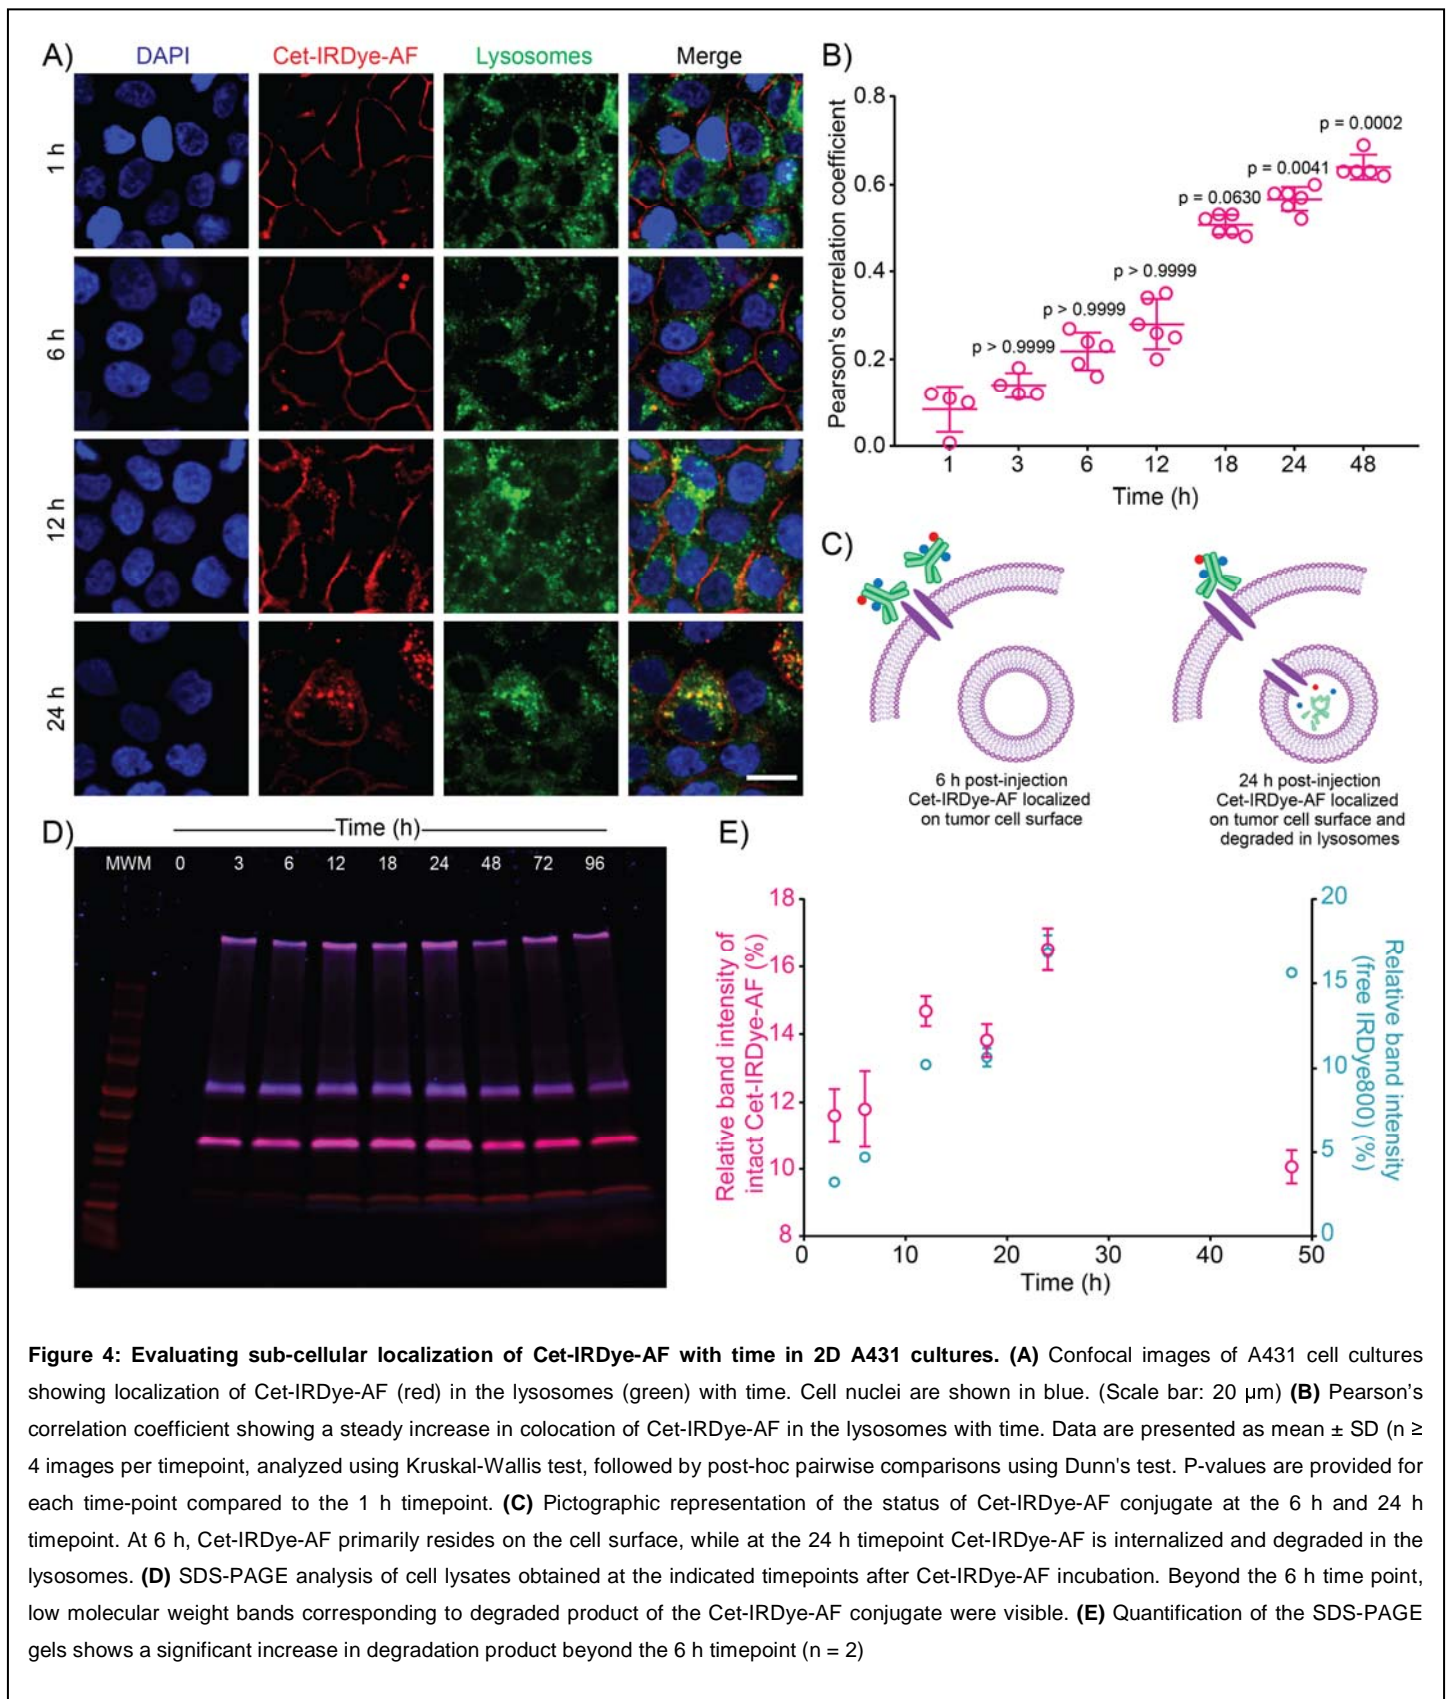 A)
DAPI
Cet-IRDye-AF
Lysosomes
Merge
1 h
6 h
12 h
24 h
B)
Pearson's correlation coefficient
0.8
0.6
0.4
0.2
0.0
p > 0.9999
p > 0.9999
p > 0.9999
p = 0.0630
p = 0.0041
p = 0.0002
1 3 6 12 18 24 48
Time (h)
C)
6 h post-injection
Cet-IRDye-AF localized
on tumor cell surface
24 h post-injection
Cet-IRDye-AF localized
on tumor cell surface and
degraded in lysosomes
D)
Time (h)
MWM 0 3 6 12 18 24 48 72 96
E)
Relative band intensity of
intact Cet-IRDye-AF (%)
18
16
14
12
10
8
20
15
10
5
0
Relative band intensity
(free IRDye800) (%)
0 10 20 30 40 50
Time (h)
Figure 4: Evaluating sub-cellular localization of Cet-IRDye-AF with time in 2D A431 cultures. (A) Confocal images of A431 cell cultures
showing localization of Cet-IRDye-AF (red) in the lysosomes (green) with time. Cell nuclei are shown in blue. (Scale bar: 20 µm) (B) Pearson's
correlation coefficient showing a steady increase in colocation of Cet-IRDye-AF in the lysosomes with time. Data are presented as mean ± SD (n ≥
4 images per timepoint, analyzed using Kruskal-Wallis test, followed by post-hoc pairwise comparisons using Dunn's test. P-values are provided for
each time-point compared to the 1 h timepoint. (C) Pictographic representation of the status of Cet-IRDye-AF conjugate at the 6 h and 24 h
timepoint. At 6 h, Cet-IRDye-AF primarily resides on the cell surface, while at the 24 h timepoint Cet-IRDye-AF is internalized and degraded in the
lysosomes. (D) SDS-PAGE analysis of cell lysates obtained at the indicated timepoints after Cet-IRDye-AF incubation. Beyond the 6 h time point,
low molecular weight bands corresponding to degraded product of the Cet-IRDye-AF conjugate were visible. (E) Quantification of the SDS-PAGE
gels shows a significant increase in degradation product beyond the 6 h timepoint (n = 2)